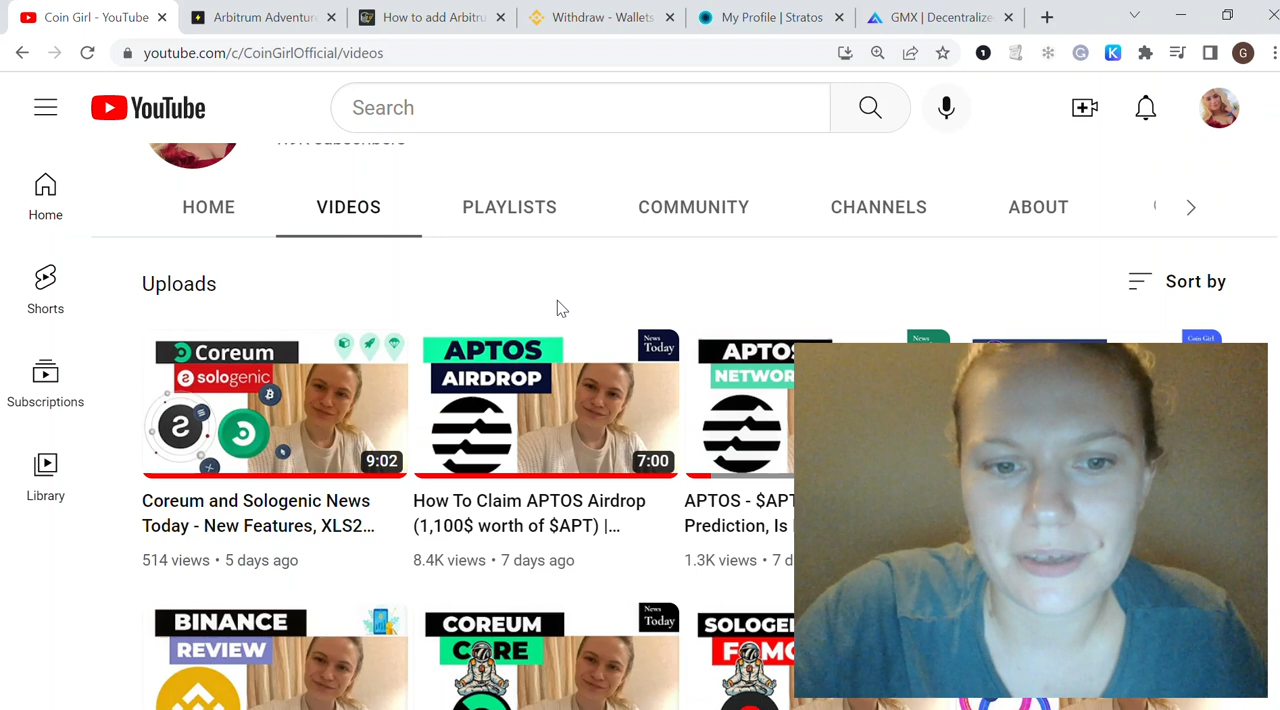 Coin Girl - YouTube
Arbitrum Adventur
How to add Arbitru
Withdraw - Wallets
My Profile | Stratos
GMX | Decentralize
youtube.com/c/CoinGirlOfficial/videos
G
YouTube
Search
HOME
VIDEOS
PLAYLISTS
COMMUNITY
CHANNELS
ABOUT
Home
Shorts
Subscriptions
Library
Uploads
Sort by
Coreum
sologenic
9:02
Coreum and Sologenic News
Today - New Features, XLS2...
514 views • 5 days ago
APTOS
AIRDROP
News
Today
7:00
How To Claim APTOS Airdrop
(1,100$ worth of $APT) |...
8.4K views • 7 days ago
APTOS
NETWOR
News
APTOS - $APT
Prediction, Is
1.3K views • 7 d
Coin Girl
BINANCE
REVIEW
COREUM
CORE
News
Today
SOLOGE
FOMO